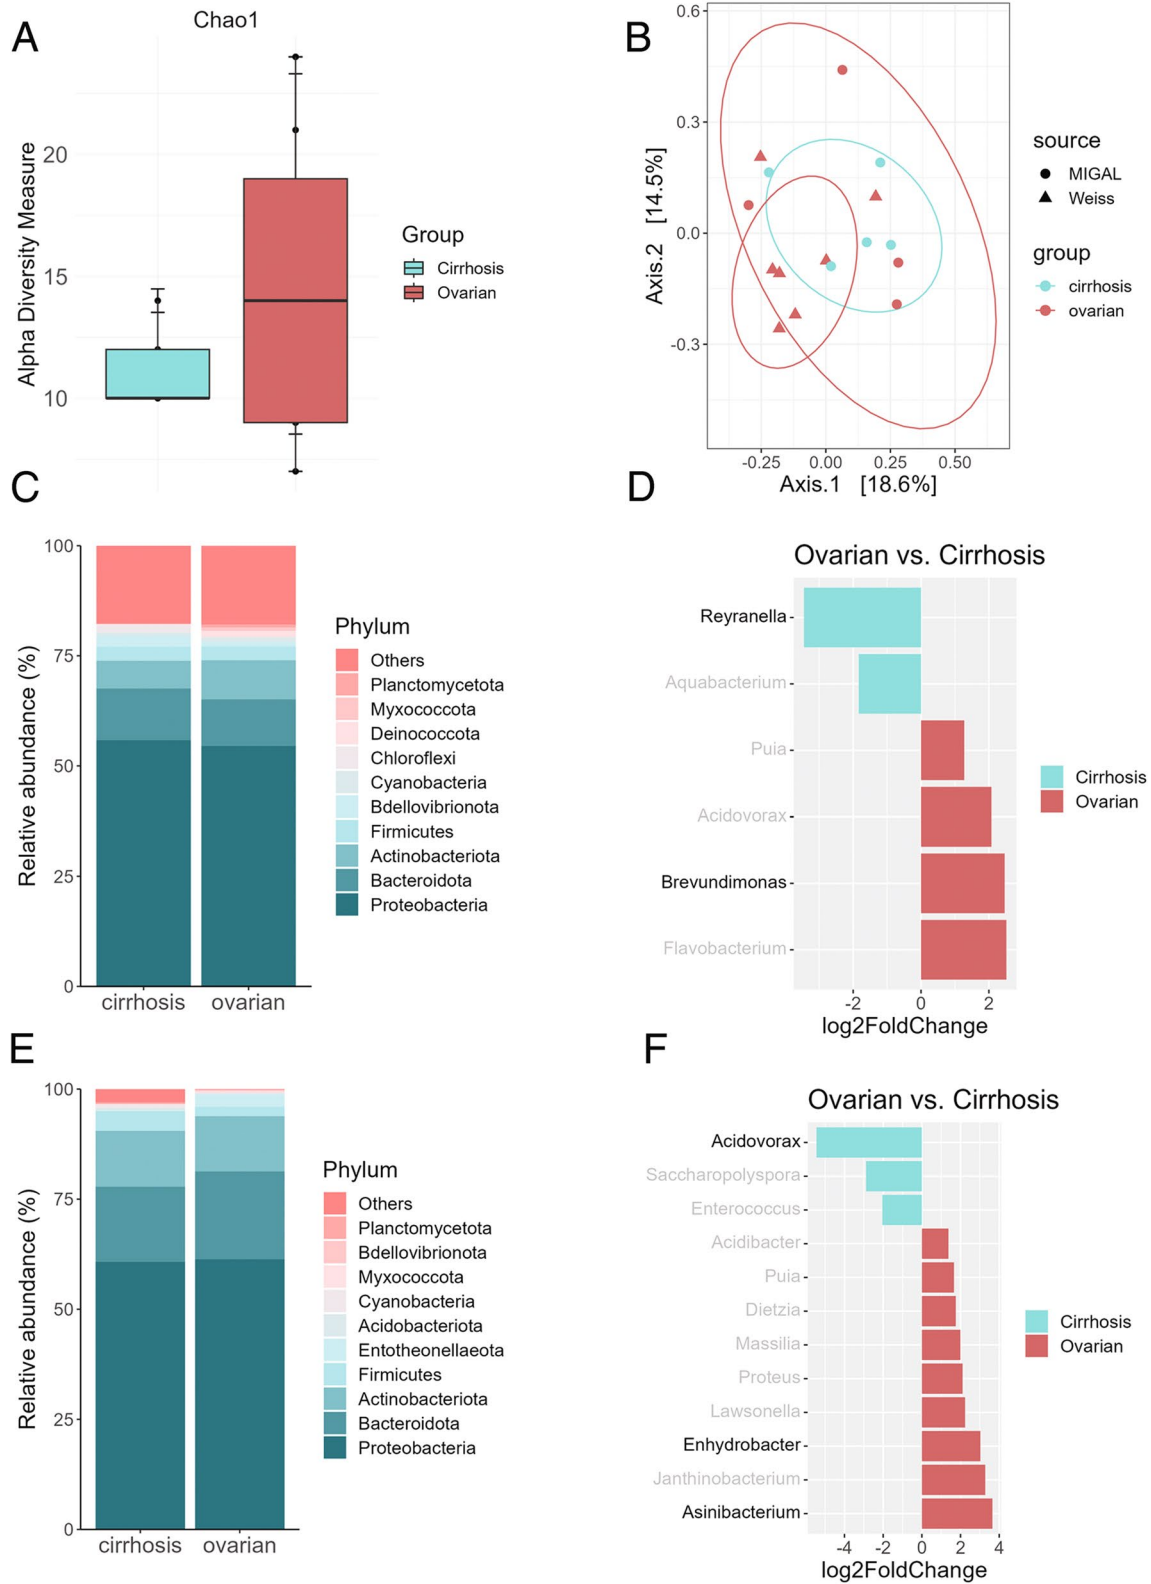 A
Chao1
Alpha Diversity Measure
20
15
10
Group
Cirrhosis
Ovarian
B
0.6
0.3
0.0
-0.3
Axis.2 [14.5%]
-0.25 0.00 0.25 0.50
Axis.1 [18.6%]
source
MIGAL
Weiss
group
cirrhosis
ovarian
C
Relative abundance (%)
100
75
50
25
0
cirrhosis ovarian
Phylum
Others
Planctomycetota
Myxococcota
Deinococcota
Chloroflexi
Cyanobacteria
Bdellovibrionota
Firmicutes
Actinobacteriota
Bacteroidota
Proteobacteria
D
Ovarian vs. Cirrhosis
Reyranella
Aquabacterium
Puia
Acidovorax
Brevundimonas
Flavobacterium
-2 0 2
log2FoldChange
Cirrhosis
Ovarian
E
Relative abundance (%)
100
75
50
25
0
cirrhosis ovarian
Phylum
Others
Planctomycetota
Bdellovibrionota
Myxococcota
Cyanobacteria
Acidobacteriota
Entotheonellaeota
Firmicutes
Actinobacteriota
Bacteroidota
Proteobacteria
F
Ovarian vs. Cirrhosis
Acidovorax
Saccharopolyspora
Enterococcus
Acidibacter
Puia
Dietzia
Massilia
Proteus
Lawsonella
Enhydrobacter
Janthinobacterium
Asinibacterium
-4 -2 0 2 4
log2FoldChange
Cirrhosis
Ovarian